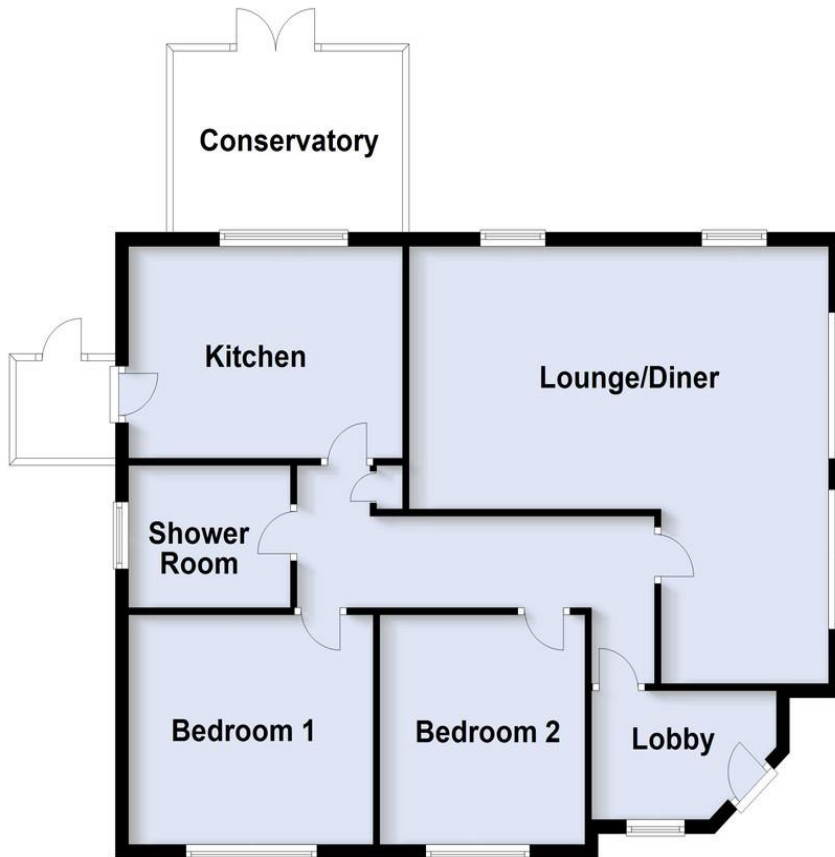 Conservatory
Kitchen
Lounge/Diner
Shower
Room
Bedroom 1
Bedroom 2
Lobby